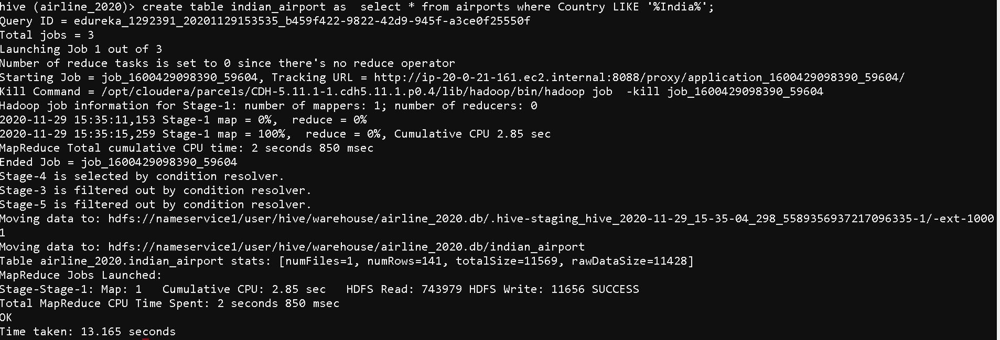 hive (airline_2020)> create table indian_airport as  select * from airports where Country LIKE '%India%';
Query ID = edureka_1292391_20201129153535_b459f422-9822-42d9-945f-a3ce0f25550f
Total jobs = 3
Launching Job 1 out of 3
Number of reduce tasks is set to 0 since there's no reduce operator
Starting Job = job_1600429098390_59604, Tracking URL = http://ip-20-0-21-161.ec2.internal:8088/proxy/application_1600429098390_59604/
Kill Command = /opt/cloudera/parcels/CDH-5.11.1-1.cdh5.11.1.p0.4/lib/hadoop/bin/hadoop job  -kill job_1600429098390_59604
Hadoop job information for Stage-1: number of mappers: 1; number of reducers: 0
2020-11-29 15:35:11,153 Stage-1 map = 0%,  reduce = 0%
2020-11-29 15:35:15,259 Stage-1 map = 100%,  reduce = 0%, Cumulative CPU 2.85 sec
MapReduce Total cumulative CPU time: 2 seconds 850 msec
Ended Job = job_1600429098390_59604
Stage-4 is selected by condition resolver.
Stage-3 is filtered out by condition resolver.
Stage-5 is filtered out by condition resolver.
Moving data to: hdfs://nameservice1/user/hive/warehouse/airline_2020.db/.hive-staging_hive_2020-11-29_15-35-04_298_5589356937217096335-1/-ext-1000
1
Moving data to: hdfs://nameservice1/user/hive/warehouse/airline_2020.db/indian_airport
Table airline_2020.indian_airport stats: [numFiles=1, numRows=141, totalSize=11569, rawDataSize=11428]
MapReduce Jobs Launched:
Stage-Stage-1: Map: 1   Cumulative CPU: 2.85 sec   HDFS Read: 743979 HDFS Write: 11656 SUCCESS
Total MapReduce CPU Time Spent: 2 seconds 850 msec
OK
Time taken: 13.165 seconds